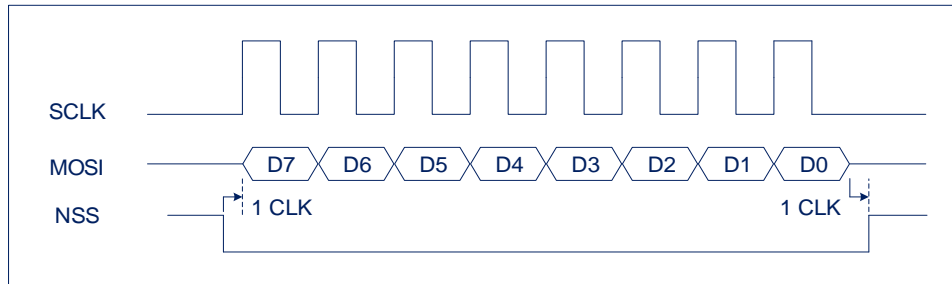 SCLK
MOSI D7 D6 D5 D4 D3 D2 D1 D0
1 CLK 1 CLK
NSS